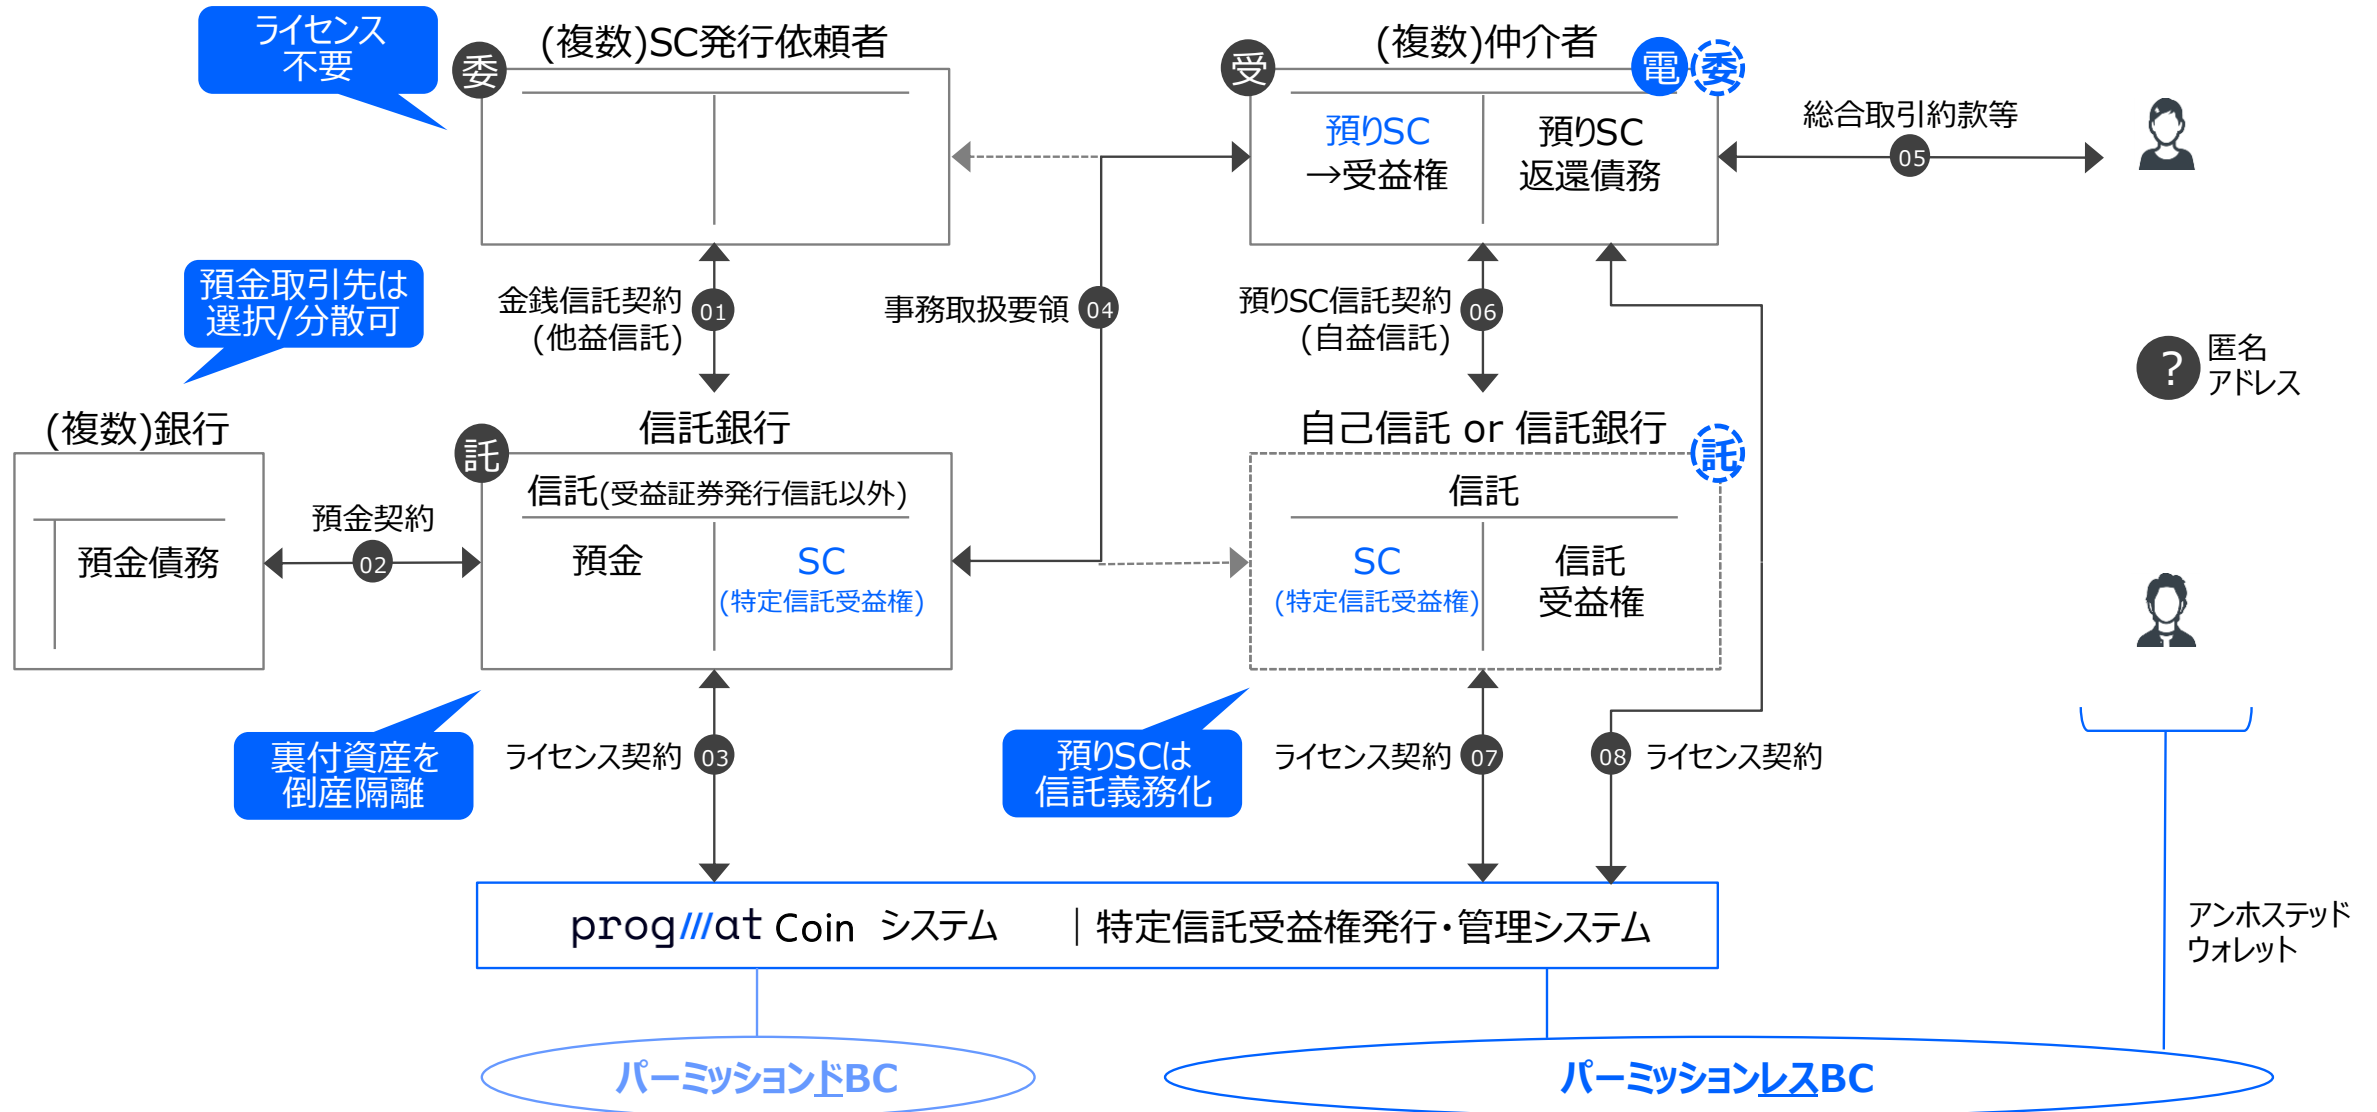 ライセンス
不要
(複数)SC発行依頼者
委
(複数)仲介者
受
電
委
預りSC
→受益権
預りSC
返還債務
総合取引約款等
05
預金取引先は
選択/分散可
金銭信託契約
(他益信託)
01
事務取扱要領
04
預りSC信託契約
(自益信託)
06
?
匿名
アドレス
(複数)銀行
預金債務
預金契約
02
信託銀行
託
信託(受益証券発行信託以外)
預金
SC
(特定信託受益権)
自己信託 or 信託銀行
託
信託
SC
(特定信託受益権)
信託
受益権
裏付資産を
倒産隔離
ライセンス契約
03
預りSCは
信託義務化
ライセンス契約
07
08
ライセンス契約
progmat Coin システム ｜特定信託受益権発行・管理システム
アンホステッド
ウォレット
パーミッションドBC
パーミッションレスBC